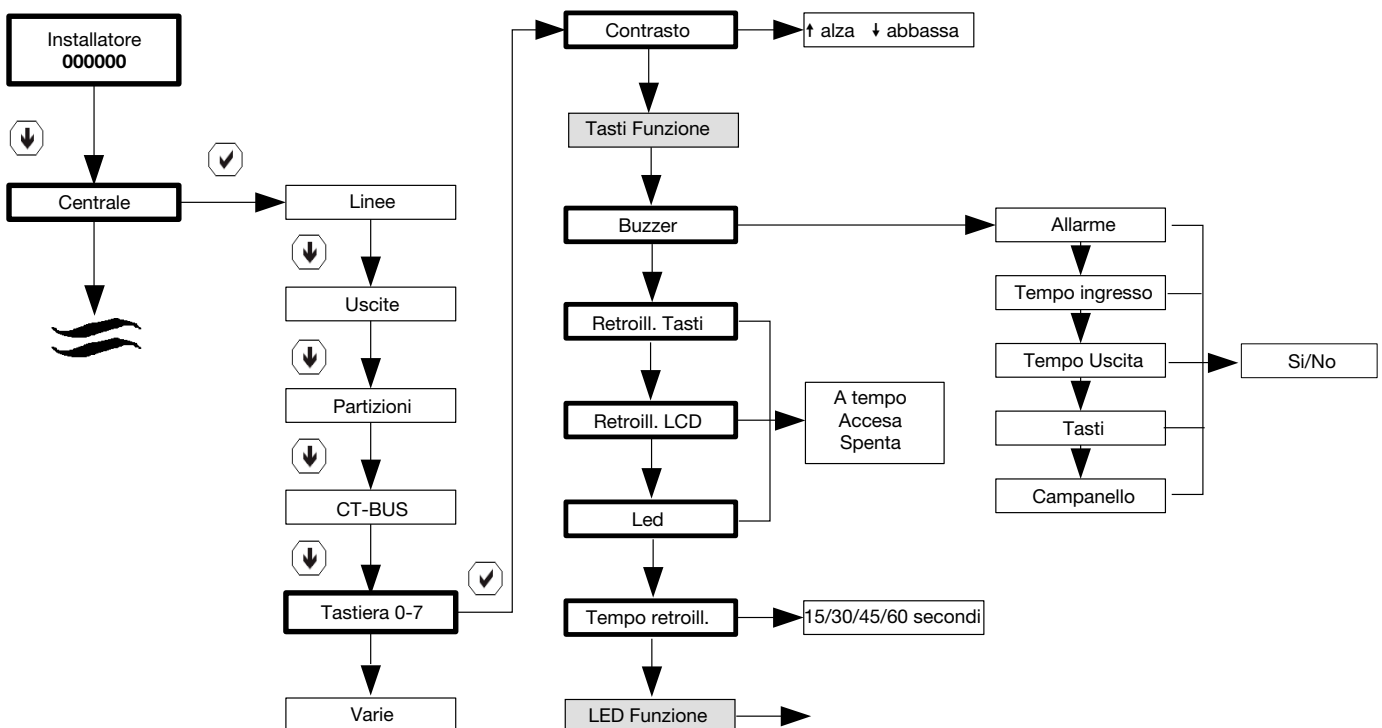 Installatore
000000
Centrale
Linee
Uscite
Partizioni
CT-BUS
Tastiera 0-7
Varie
Contrasto
↑ alza ↓ abbassa
Tasti Funzione
Buzzer
Retroill. Tasti
Retroill. LCD
Led
A tempo
Accesa
Spenta
Tempo retroill.
15/30/45/60 secondi
LED Funzione
Allarme
Tempo ingresso
Tempo Uscita
Tasti
Campanello
Si/No